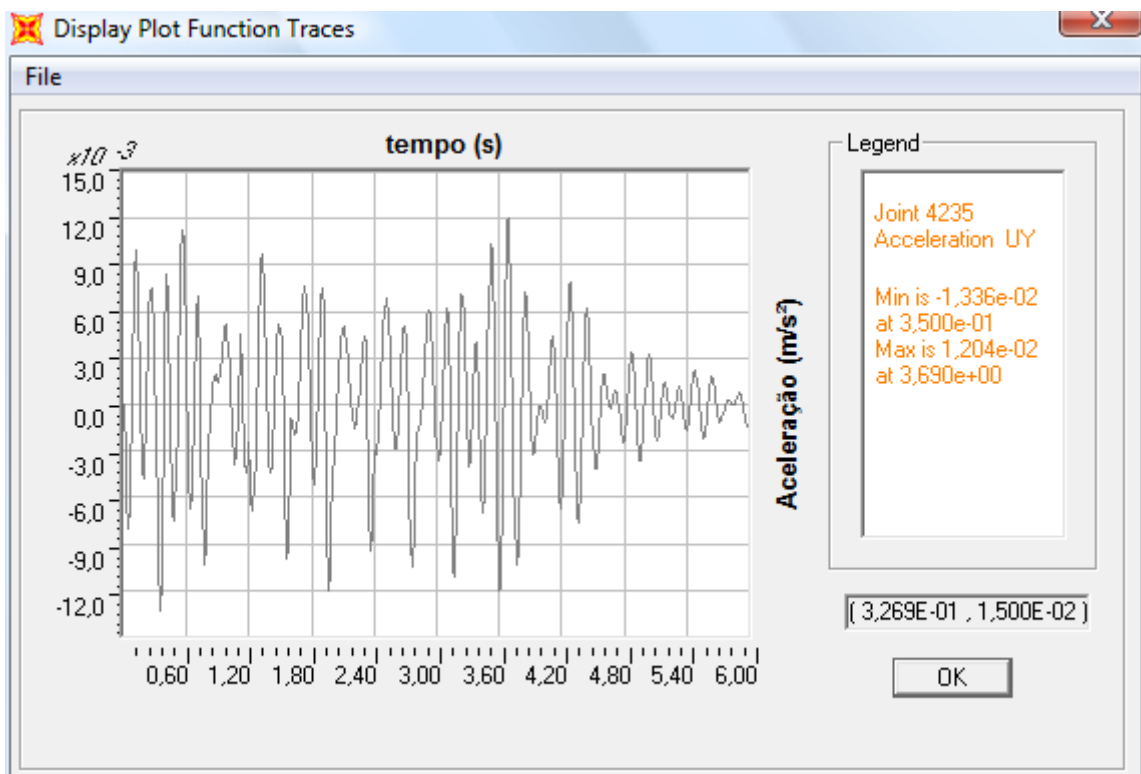 Display Plot Function Traces
File
tempo (s)
x10 -3
15,0
12,0
9,0
6,0
3,0
0,0
-3,0
-6,0
-9,0
-12,0
0,60 1,20 1,80 2,40 3,00 3,60 4,20 4,80 5,40 6,00
Aceleração (m/s²)
Legend
Joint 4235
Acceleration UY
Min is -1,336e-02
at 3,500e-01
Max is 1,204e-02
at 3,690e+00
( 3,269E-01 , 1,500E-02 )
OK